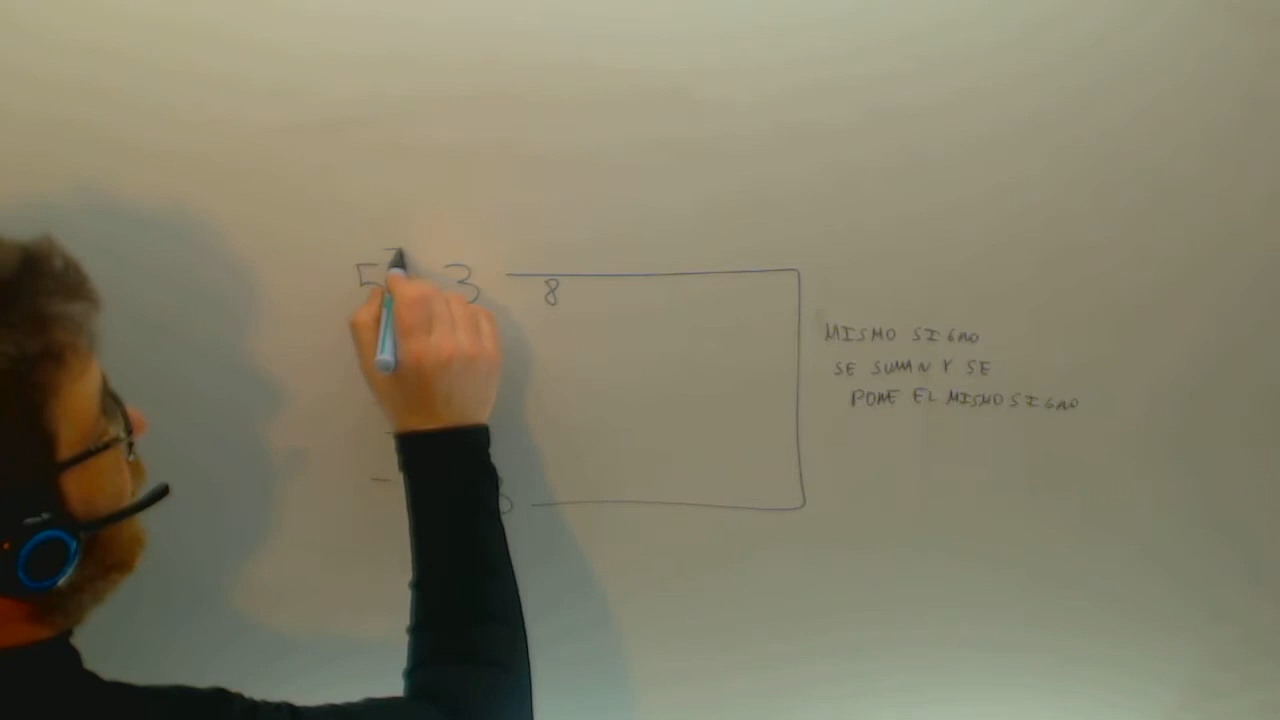 5 3 8
MISMO SIGNO
SE SUMAN Y SE
PONE EL MISMO SIGNO
-